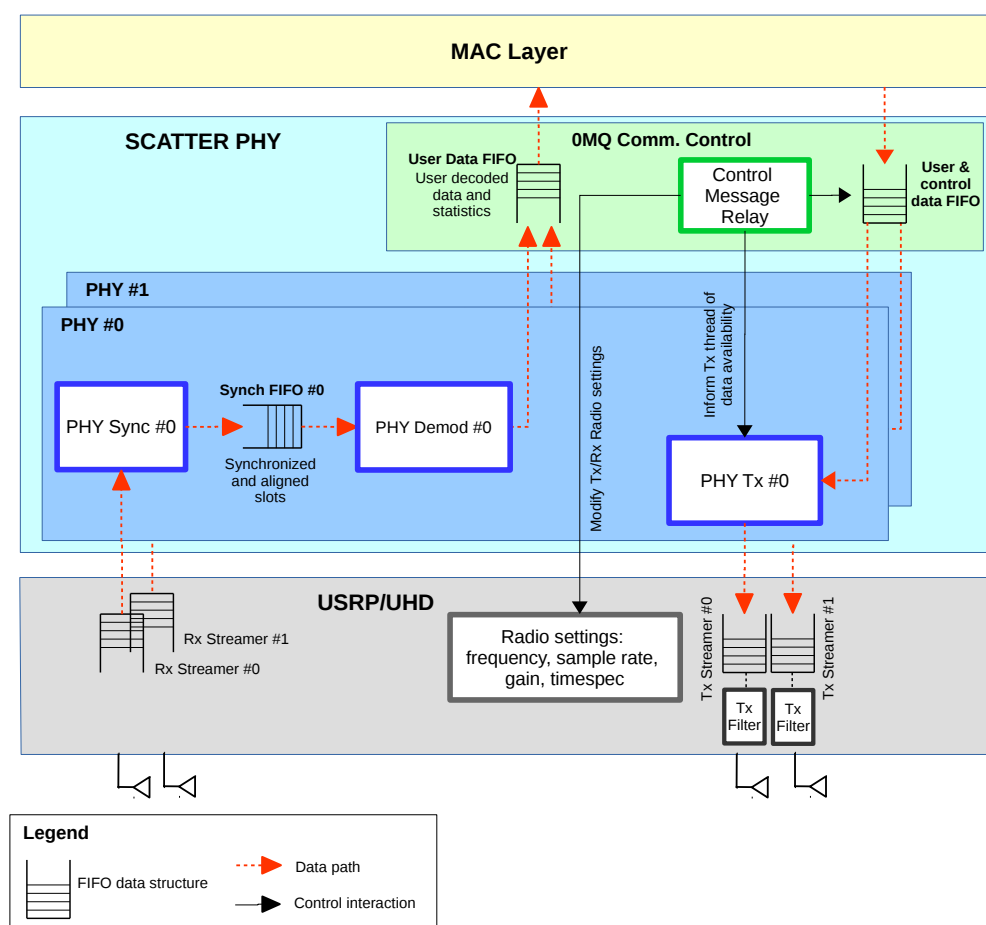 MAC Layer
SCATTER PHY
0MQ Comm. Control
User Data FIFO
User decoded
data and
statistics
Control
Message
Relay
User &
control
data FIFO
PHY #1
PHY #0
PHY Sync #0
Synch FIFO #0
Synchronized
and aligned
slots
PHY Demod #0
Modify Tx/Rx Radio settings
Inform Tx thread of
data availability
PHY Tx #0
USRP/UHD
Rx Streamer #1
Rx Streamer #0
Radio settings:
frequency, sample rate,
gain, timespec
Tx Streamer #0
Tx Streamer #1
Tx
Filter
Tx
Filter
Legend
FIFO data structure
Data path
Control interaction